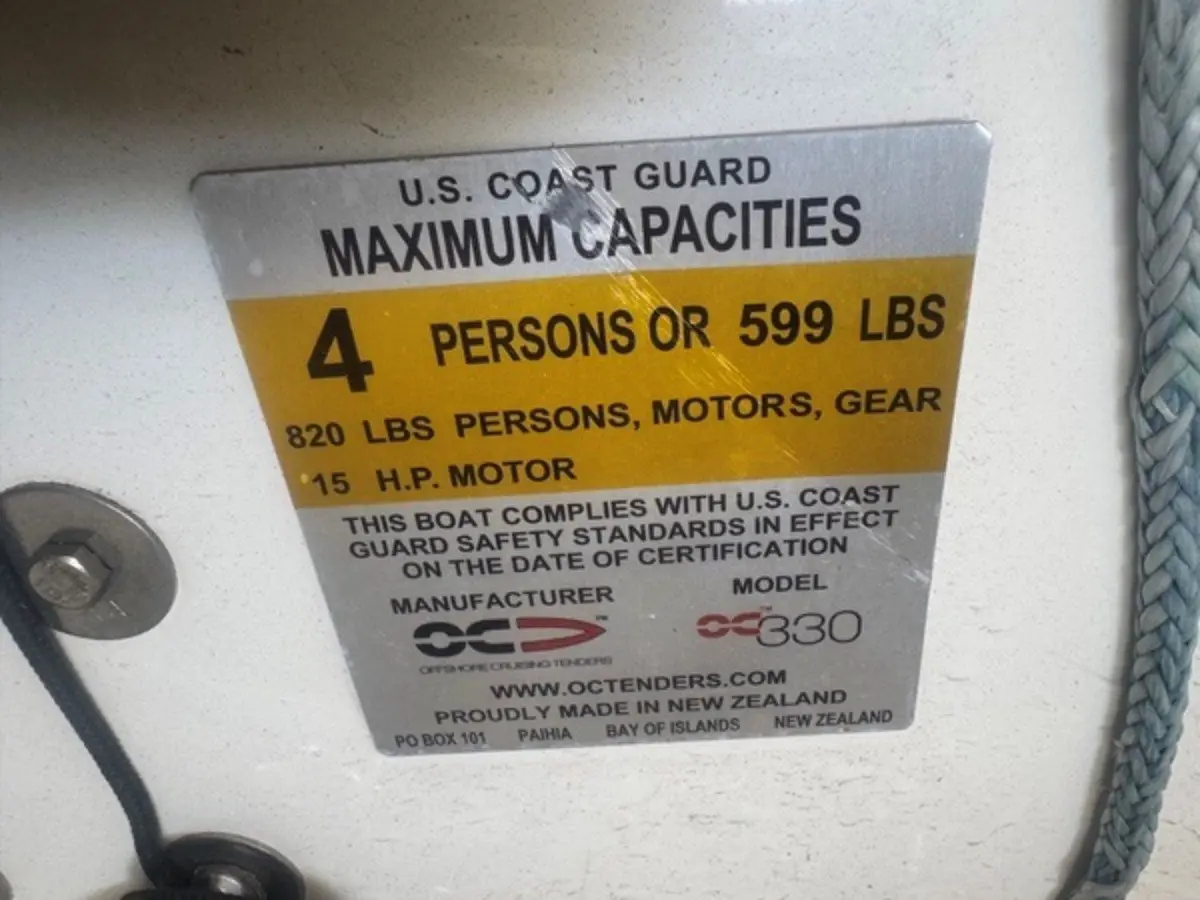 U.S. COAST GUARD
MAXIMUM CAPACITIES
4 PERSONS OR 599 LBS
820 LBS PERSONS, MOTORS, GEAR
15 H.P. MOTOR
THIS BOAT COMPLIES WITH U.S. COAST
GUARD SAFETY STANDARDS IN EFFECT
ON THE DATE OF CERTIFICATION
MANUFACTURER MODEL
OC™ OC™330
OFFSHORE CRUISING TENDERS
WWW.OCTENDERS.COM
PROUDLY MADE IN NEW ZEALAND
PO BOX 101 PAIHIA BAY OF ISLANDS NEW ZEALAND